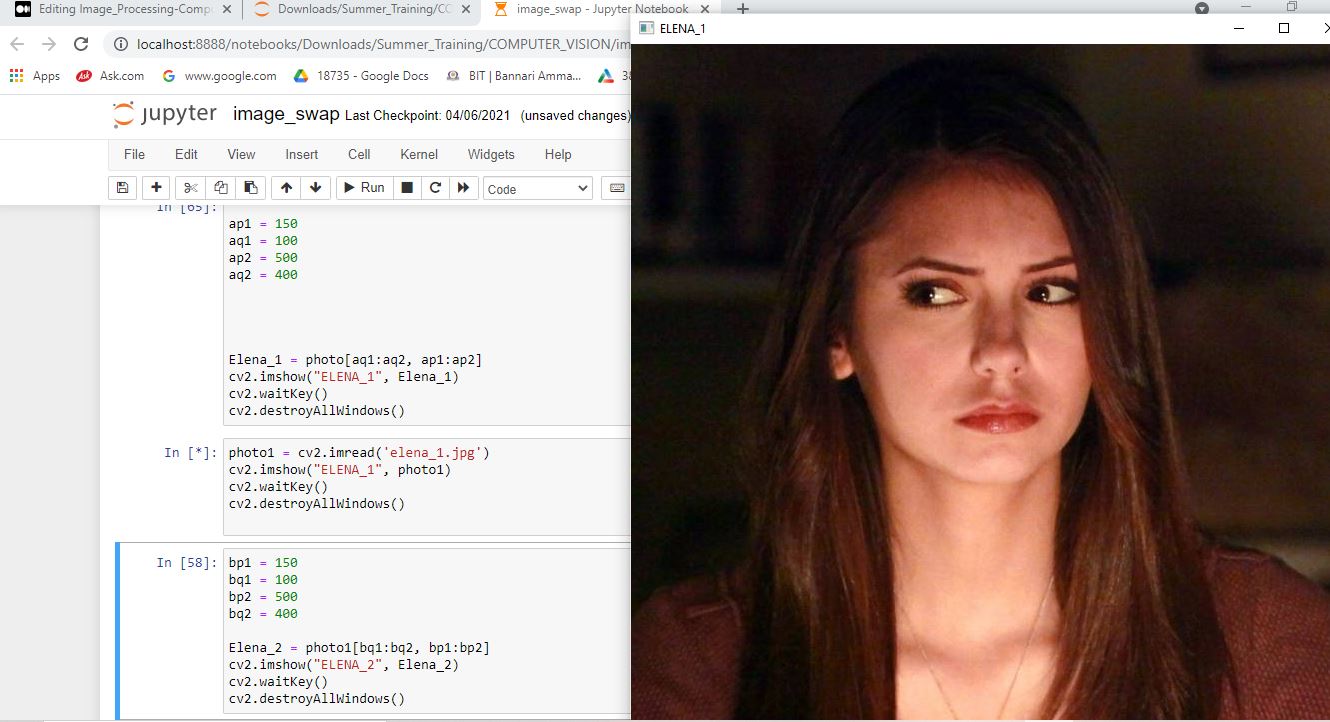 Editing Image_Processing-Compu
Downloads/Summer_Training/CO
image_swap - Jupyter Notebook
ELENA_1
localhost:8888/notebooks/Downloads/Summer_Training/COMPUTER_VISION/im
Apps
Ask.com
www.google.com
18735 - Google Docs
BIT | Bannari Amma...
jupyter image_swap Last Checkpoint: 04/06/2021 (unsaved changes)
File Edit View Insert Cell Kernel Widgets Help
Run Code
In [65]:
ap1 = 150
aq1 = 100
ap2 = 500
aq2 = 400
Elena_1 = photo[aq1:aq2, ap1:ap2]
cv2.imshow("ELENA_1", Elena_1)
cv2.waitKey()
cv2.destroyAllWindows()
In [*]: photo1 = cv2.imread('elena_1.jpg')
cv2.imshow("ELENA_1", photo1)
cv2.waitKey()
cv2.destroyAllWindows()
In [58]: bp1 = 150
bq1 = 100
bp2 = 500
bq2 = 400
Elena_2 = photo1[bq1:bq2, bp1:bp2]
cv2.imshow("ELENA_2", Elena_2)
cv2.waitKey()
cv2.destroyAllWindows()